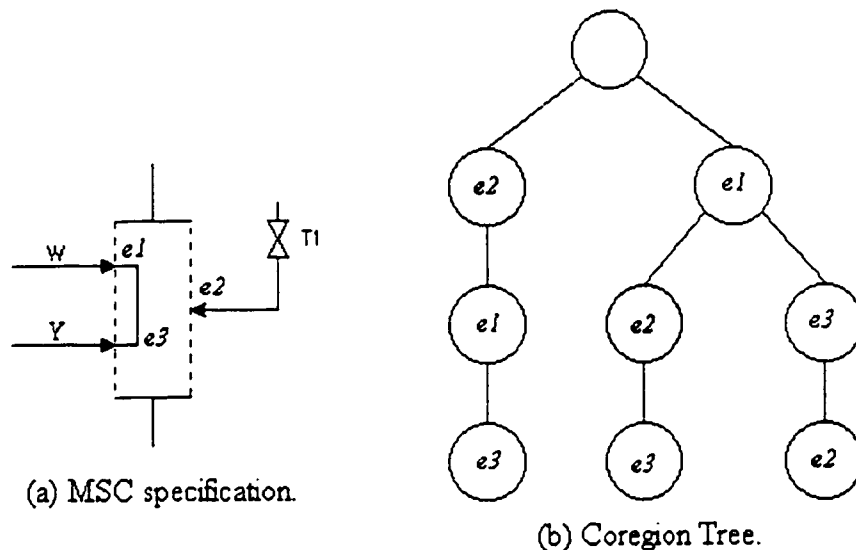 W
e1
e2
T1
Y
e3
(a) MSC specification.
e2
e1
e1
e2
e3
e3
e3
e2
(b) Coregion Tree.